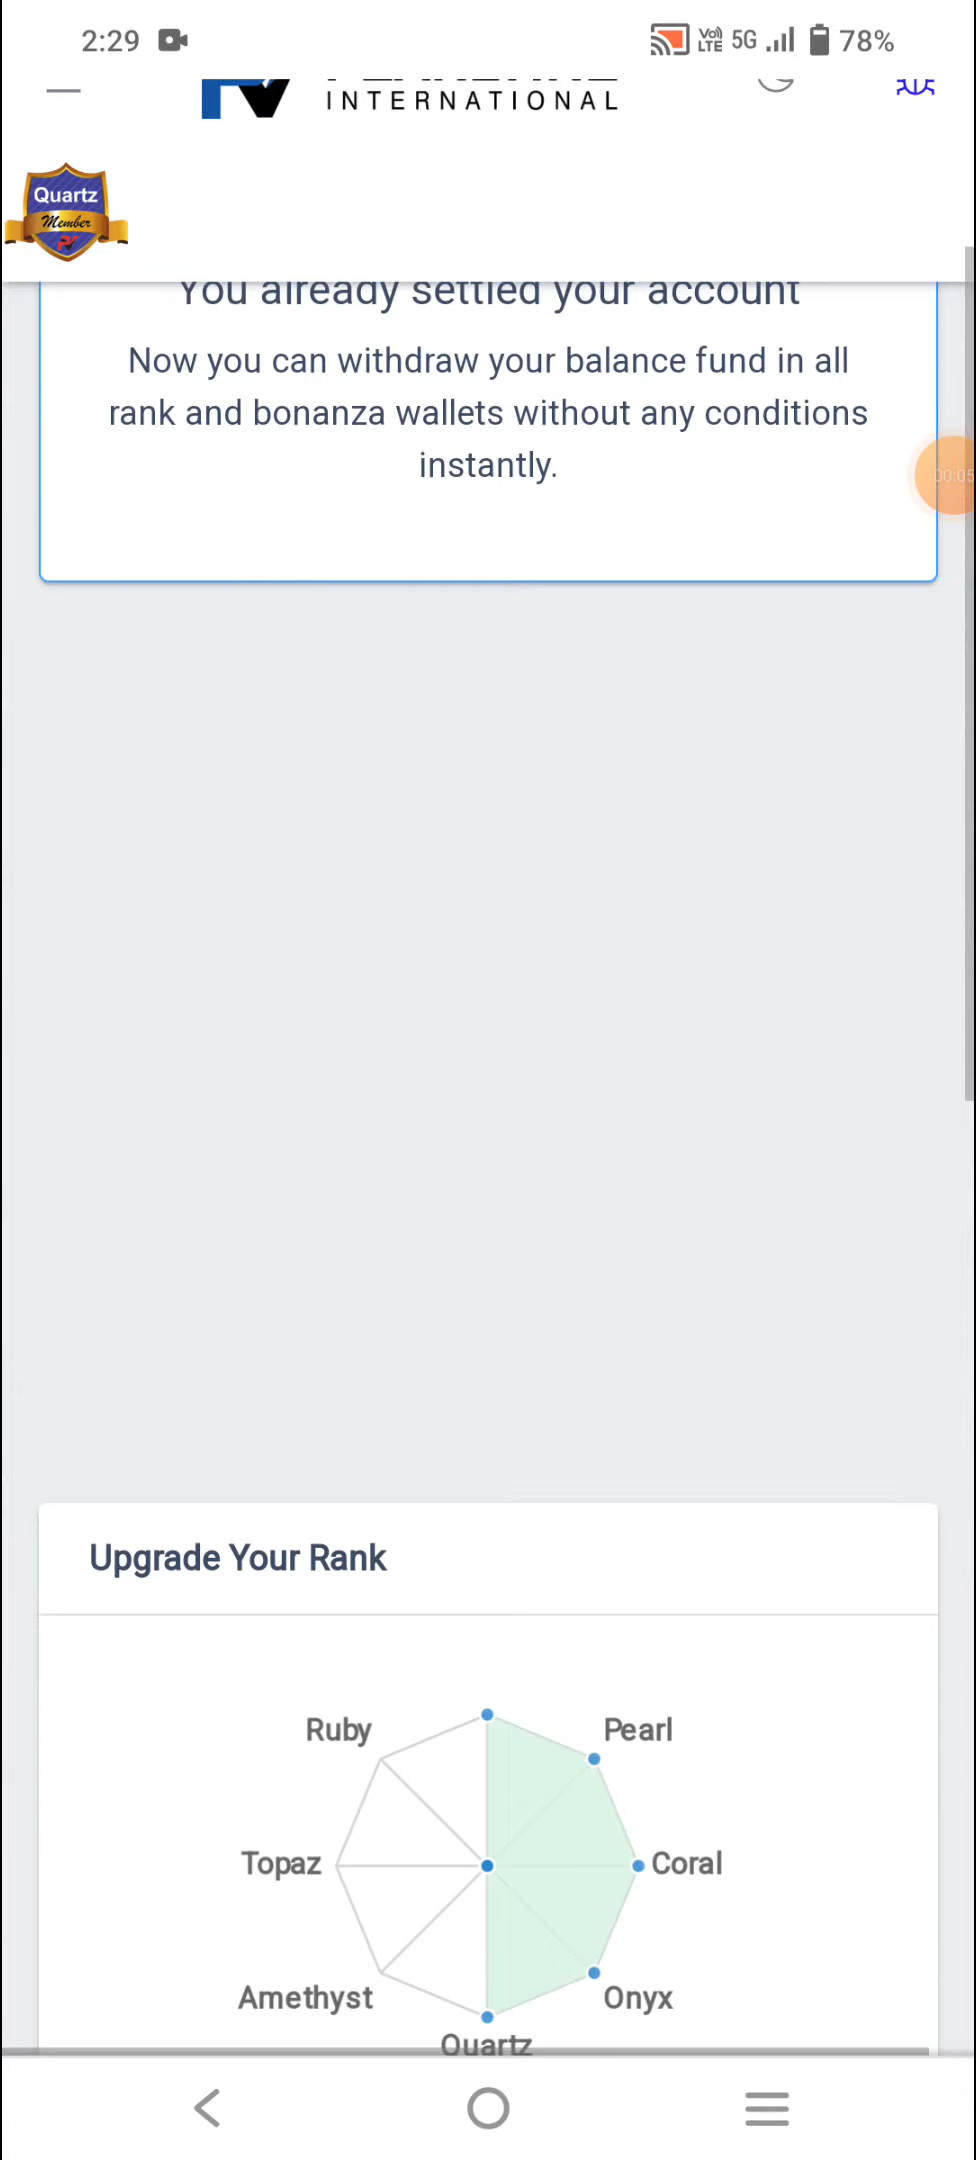 2:29 5G 78%
INTERNATIONAL
Quartz
Member
You already settled your account
Now you can withdraw your balance fund in all
rank and bonanza wallets without any conditions
instantly.
00:05
Upgrade Your Rank
Ruby Pearl
Topaz Coral
Amethyst Onyx
Quartz